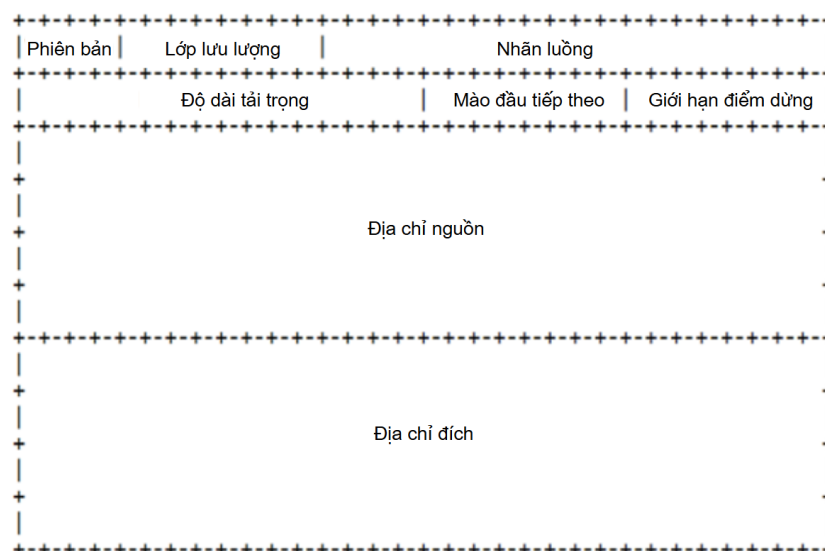 Phiên bản Lớp lưu lượng Nhãn luồng
Độ dài tải trọng Mào đầu tiếp theo Giới hạn điểm dừng
Địa chỉ nguồn
Địa chỉ đích